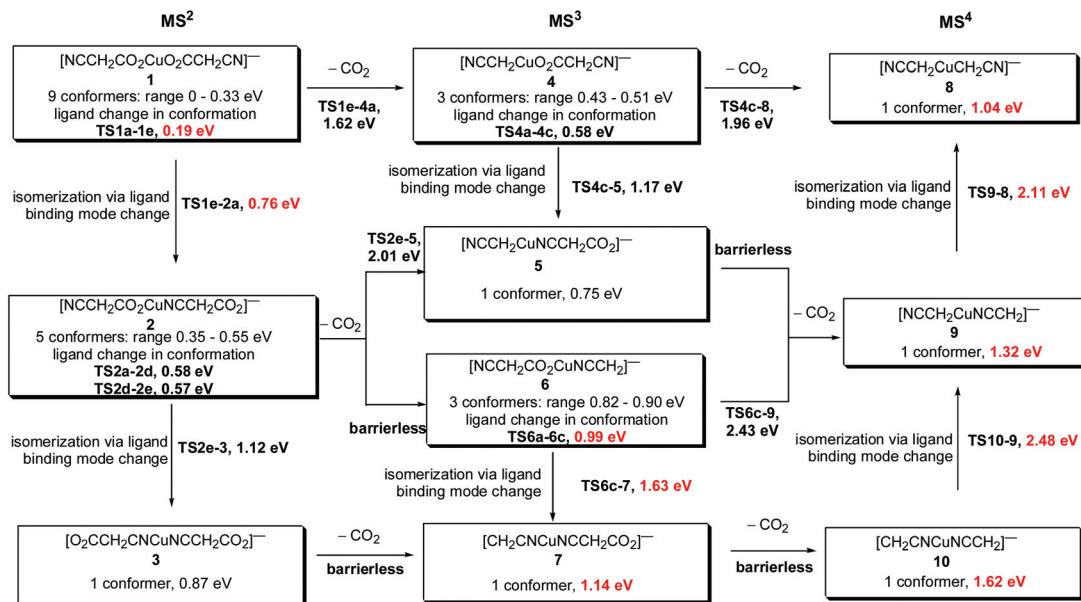 MS²
MS³
MS⁴
[NCCH₂CO₂CuO₂CCH₂CN]⁻
1
9 conformers: range 0 - 0.33 eV
ligand change in conformation
TS1a-1e, 0.19 eV
– CO₂
TS1e-4a,
1.62 eV
[NCCH₂CuO₂CCH₂CN]⁻
4
3 conformers: range 0.43 - 0.51 eV
ligand change in conformation
TS4a-4c, 0.58 eV
– CO₂
TS4c-8,
1.96 eV
[NCCH₂CuCH₂CN]⁻
8
1 conformer, 1.04 eV
isomerization via ligand
binding mode change
TS1e-2a, 0.76 eV
isomerization via ligand
binding mode change
TS4c-5, 1.17 eV
isomerization via ligand
binding mode change
TS9-8, 2.11 eV
[NCCH₂CO₂CuNCCH₂CO₂]⁻
2
5 conformers: range 0.35 - 0.55 eV
ligand change in conformation
TS2a-2d, 0.58 eV
TS2d-2e, 0.57 eV
– CO₂
TS2e-5,
2.01 eV
barrierless
[NCCH₂CuNCCH₂CO₂]⁻
5
1 conformer, 0.75 eV
barrierless
– CO₂
[NCCH₂CO₂CuNCCH₂]⁻
6
3 conformers: range 0.82 - 0.90 eV
ligand change in conformation
TS6a-6c, 0.99 eV
TS6c-9,
2.43 eV
[NCCH₂CuNCCH₂]⁻
9
1 conformer, 1.32 eV
isomerization via ligand
binding mode change
TS2e-3, 1.12 eV
isomerization via ligand
binding mode change
TS6c-7, 1.63 eV
isomerization via ligand
binding mode change
TS10-9, 2.48 eV
[O₂CCH₂CNCuNCCH₂CO₂]⁻
3
1 conformer, 0.87 eV
– CO₂
barrierless
[CH₂CNCuNCCH₂CO₂]⁻
7
1 conformer, 1.14 eV
– CO₂
barrierless
[CH₂CNCuNCCH₂]⁻
10
1 conformer, 1.62 eV